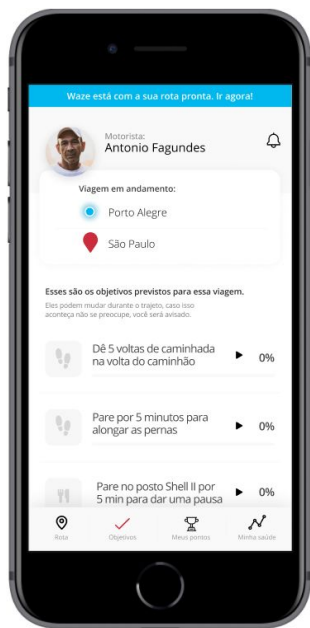 Waze está com a sua rota pronta. Ir agora!
Motorista:
Antonio Fagundes
Viagem em andamento:
Porto Alegre
São Paulo
Esses são os objetivos previstos para essa viagem.
Eles podem mudar durante o trajeto, caso isso
aconteça não se preocupe, você será avisado.
Dê 5 voltas de caminhada
na volta do caminhão
0%
Pare por 5 minutos para
alongar as pernas
0%
Pare no posto Shell II por
5 min para dar uma pausa
0%
Rota
Objetivos
Meus pontos
Minha saúde